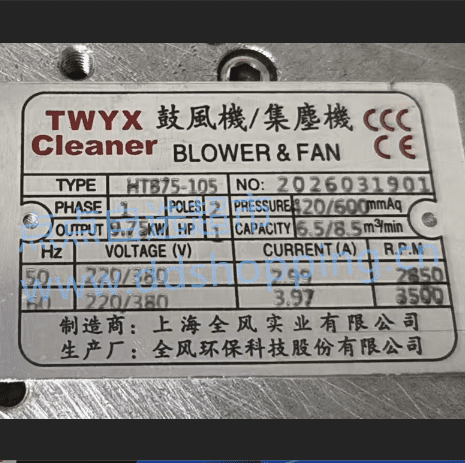 TWYX 鼓風機/集塵機 CCC
Cleaner BLOWER & FAN CE
TYPE HTB75-105 NO: 2026031901
PHASE 1 POLES 2 PRESSURE 420/600mmAq
OUTPUT 0.75KW HP CAPACITY 6.5/8.5 m³/min
Hz VOLTAGE (V) CURRENT(A) R.P.M
50 220/380 2.99 2850
60 220/380 3.97 3500
制造商：上海全风实业有限公司
生产厂：全风环保科技股份有限公司